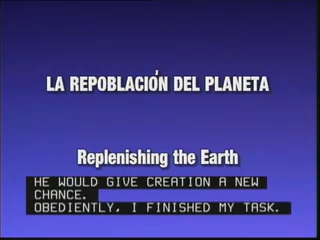 LA REPOBLACIÓN DEL PLANETA
Replenishing the Earth
HE WOULD GIVE CREATION A NEW
CHANCE.
OBEDIENTLY, I FINISHED MY TASK.